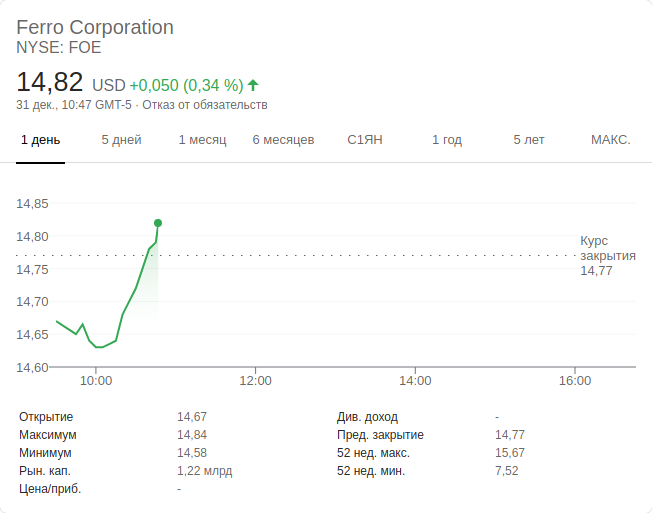 Ferro Corporation
NYSE: FOE
14,82 USD +0,050 (0,34 %)
31 дек., 10:47 GMT-5 · Отказ от обязательств
1 день 5 дней 1 месяц 6 месяцев С1ЯН 1 год 5 лет МАКС.
14,85
14,80
14,75
14,70
14,65
14,60
Курс
закрытия
14,77
10:00 12:00 14:00 16:00
Открытие 14,67 Див. доход -
Максимум 14,84 Пред. закрытие 14,77
Минимум 14,58 52 нед. макс. 15,67
Рын. кап. 1,22 млрд 52 нед. мин. 7,52
Цена/приб. -